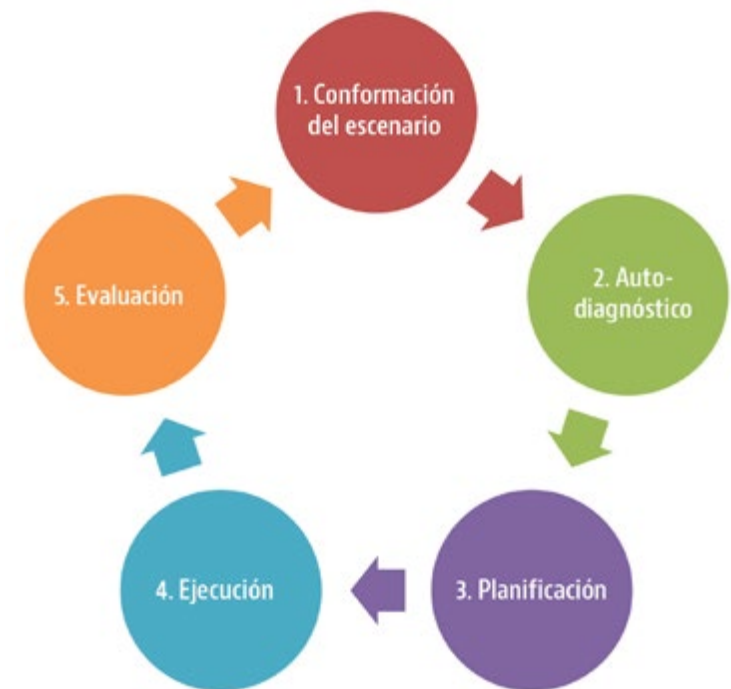 1. Conformación
del escenario
2. Auto-
diagnóstico
3. Planificación
4. Ejecución
5. Evaluación